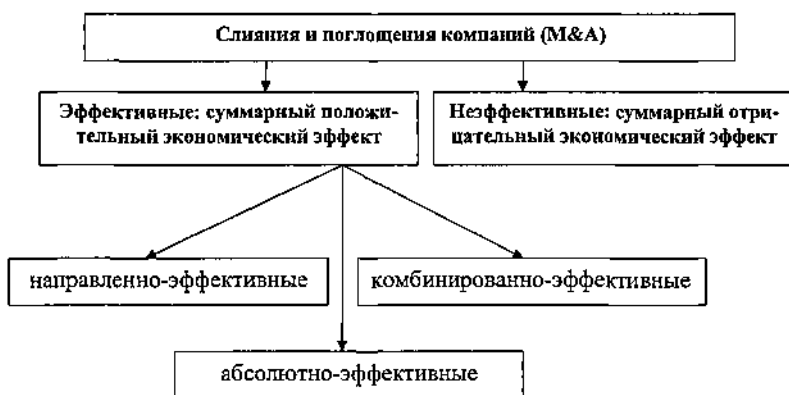 Слияния и поглощения компаний (M&A)
Эффективные: суммарный положи-
тельный экономический эффект
Неэффективные: суммарный отри-
цательный экономический эффект
направленно-эффективные
комбинированно-эффективные
абсолютно-эффективные